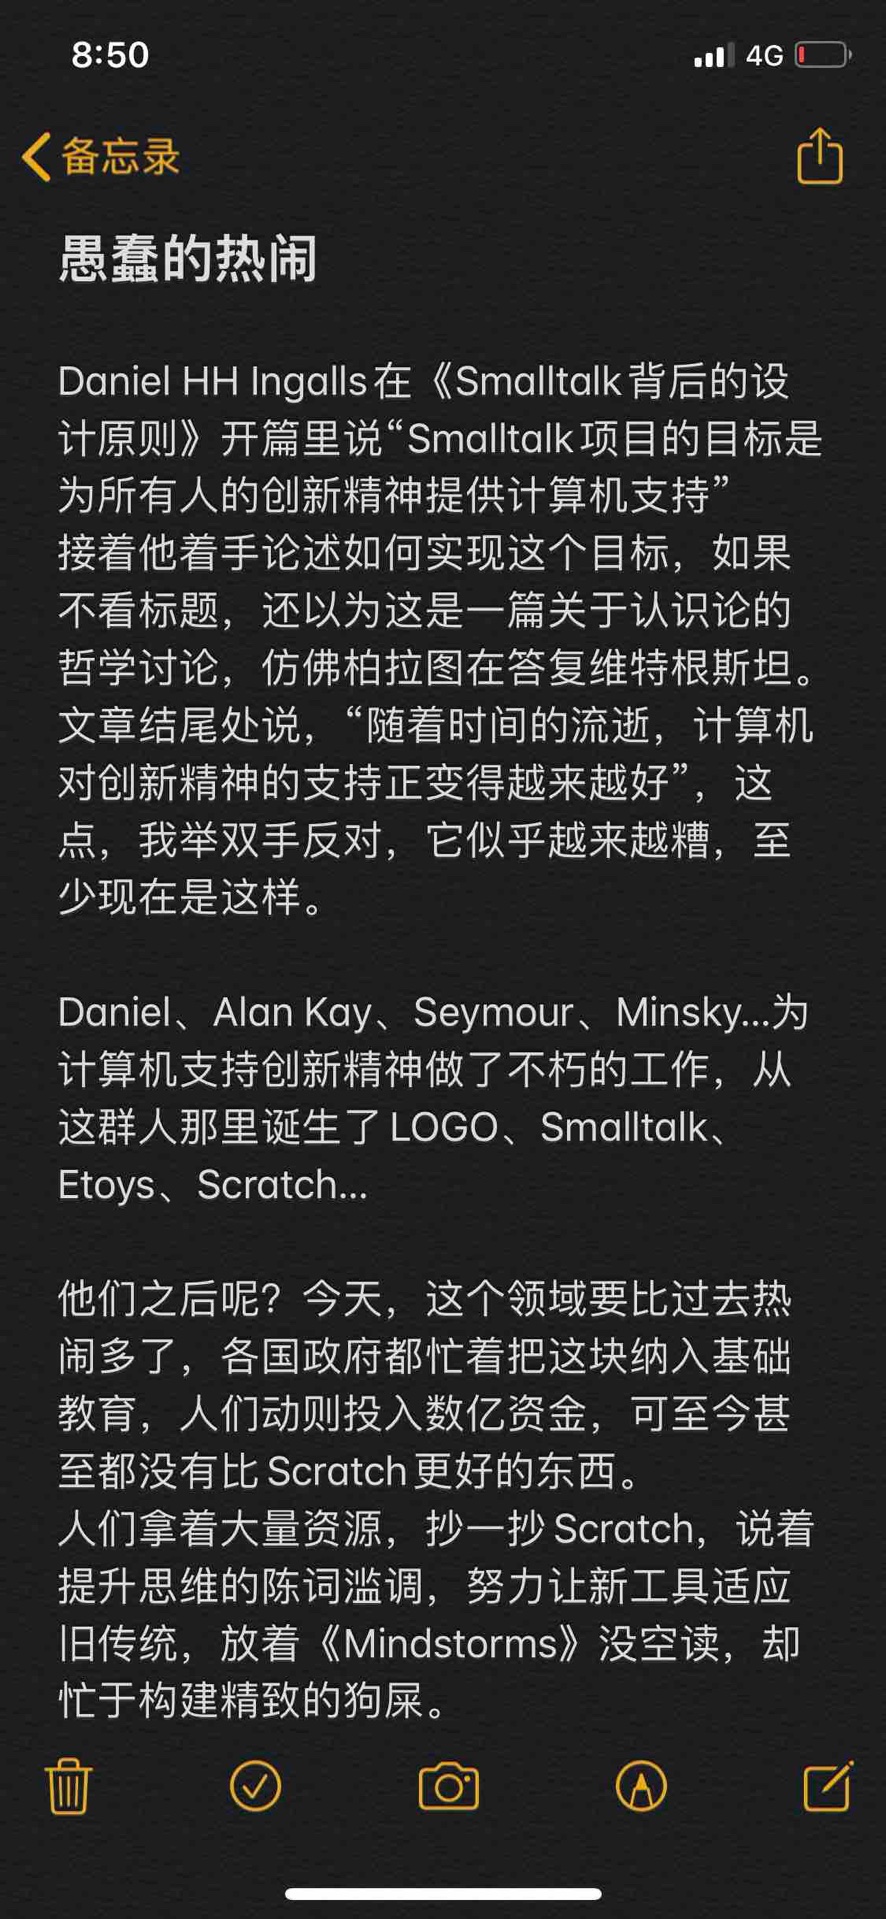 8:50
4G
备忘录
愚蠢的热闹
Daniel HH Ingalls在《Smalltalk背后的设
计原则》开篇里说“Smalltalk项目的目标是
为所有人的创新精神提供计算机支持”
接着他着手论述如何实现这个目标，如果
不看标题，还以为这是一篇关于认识论的
哲学讨论，仿佛柏拉图在答复维特根斯坦。
文章结尾处说，“随着时间的流逝，计算机
对创新精神的支持正变得越来越好”，这
点，我举双手反对，它似乎越来越糟，至
少现在是这样。
Daniel、Alan Kay、Seymour、Minsky...为
计算机支持创新精神做了不朽的工作，从
这群人那里诞生了LOGO、Smalltalk、
Etoys、Scratch...
他们之后呢？今天，这个领域要比过去热
闹多了，各国政府都忙着把这块纳入基础
教育，人们动则投入数亿资金，可至今甚
至都没有比Scratch更好的东西。
人们拿着大量资源，抄一抄Scratch，说着
提升思维的陈词滥调，努力让新工具适应
旧传统，放着《Mindstorms》没空读，却
忙于构建精致的狗屎。